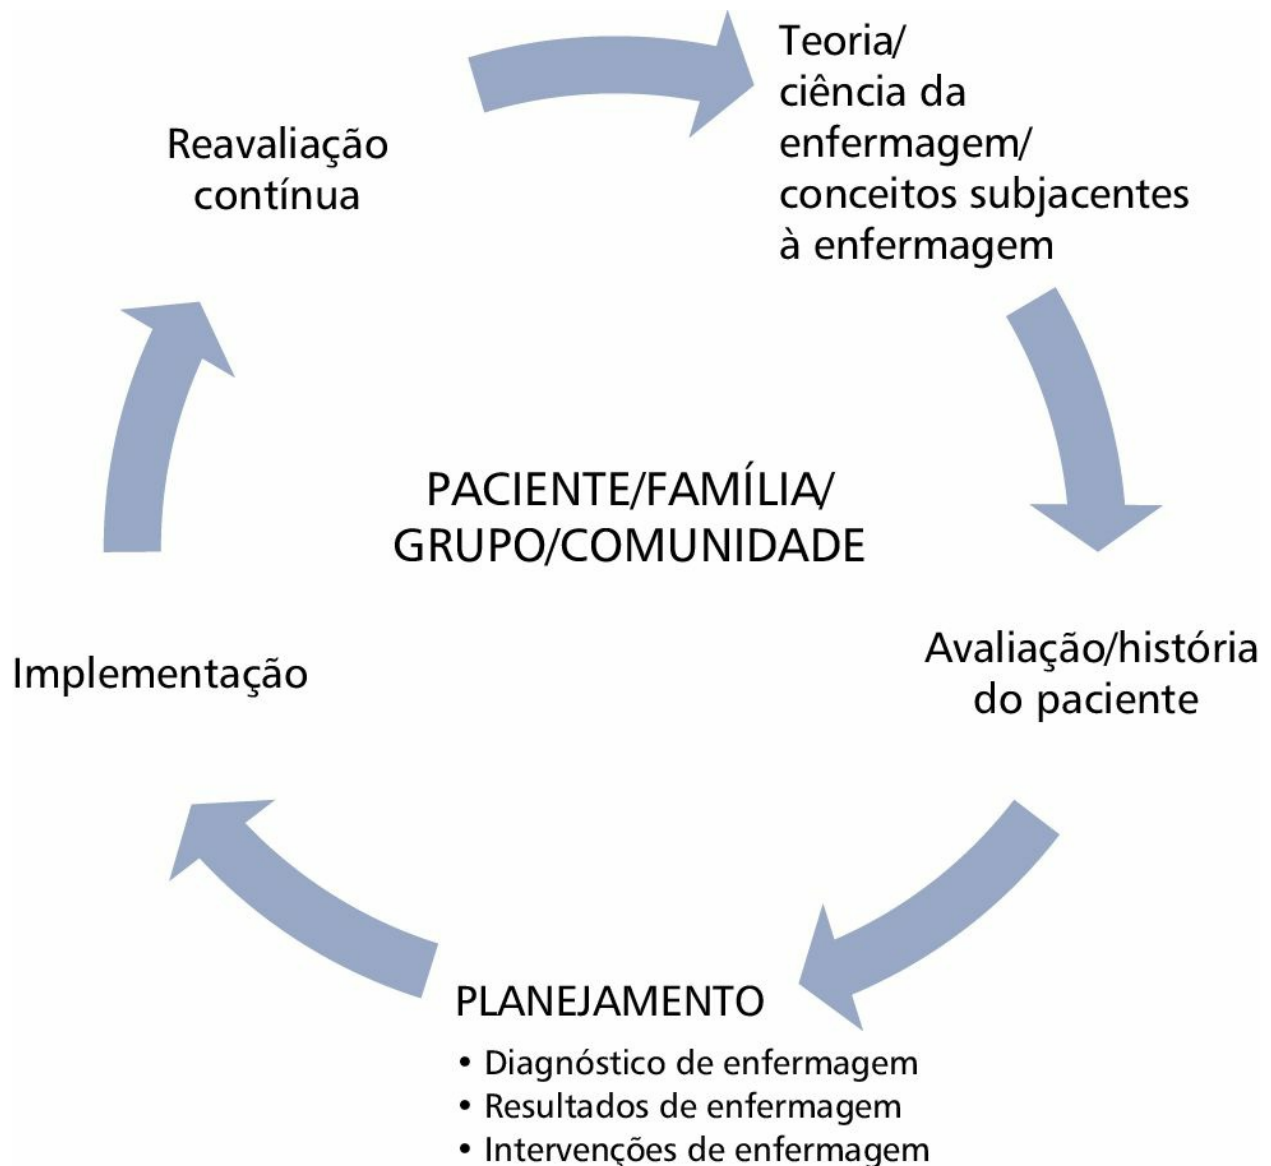 Teoria/
ciência da
enfermagem/
conceitos subjacentes
à enfermagem
Reavaliação
contínua
PACIENTE/FAMÍLIA/
GRUPO/COMUNIDADE
Avaliação/história
do paciente
Implementação
PLANEJAMENTO
• Diagnóstico de enfermagem
• Resultados de enfermagem
• Intervenções de enfermagem